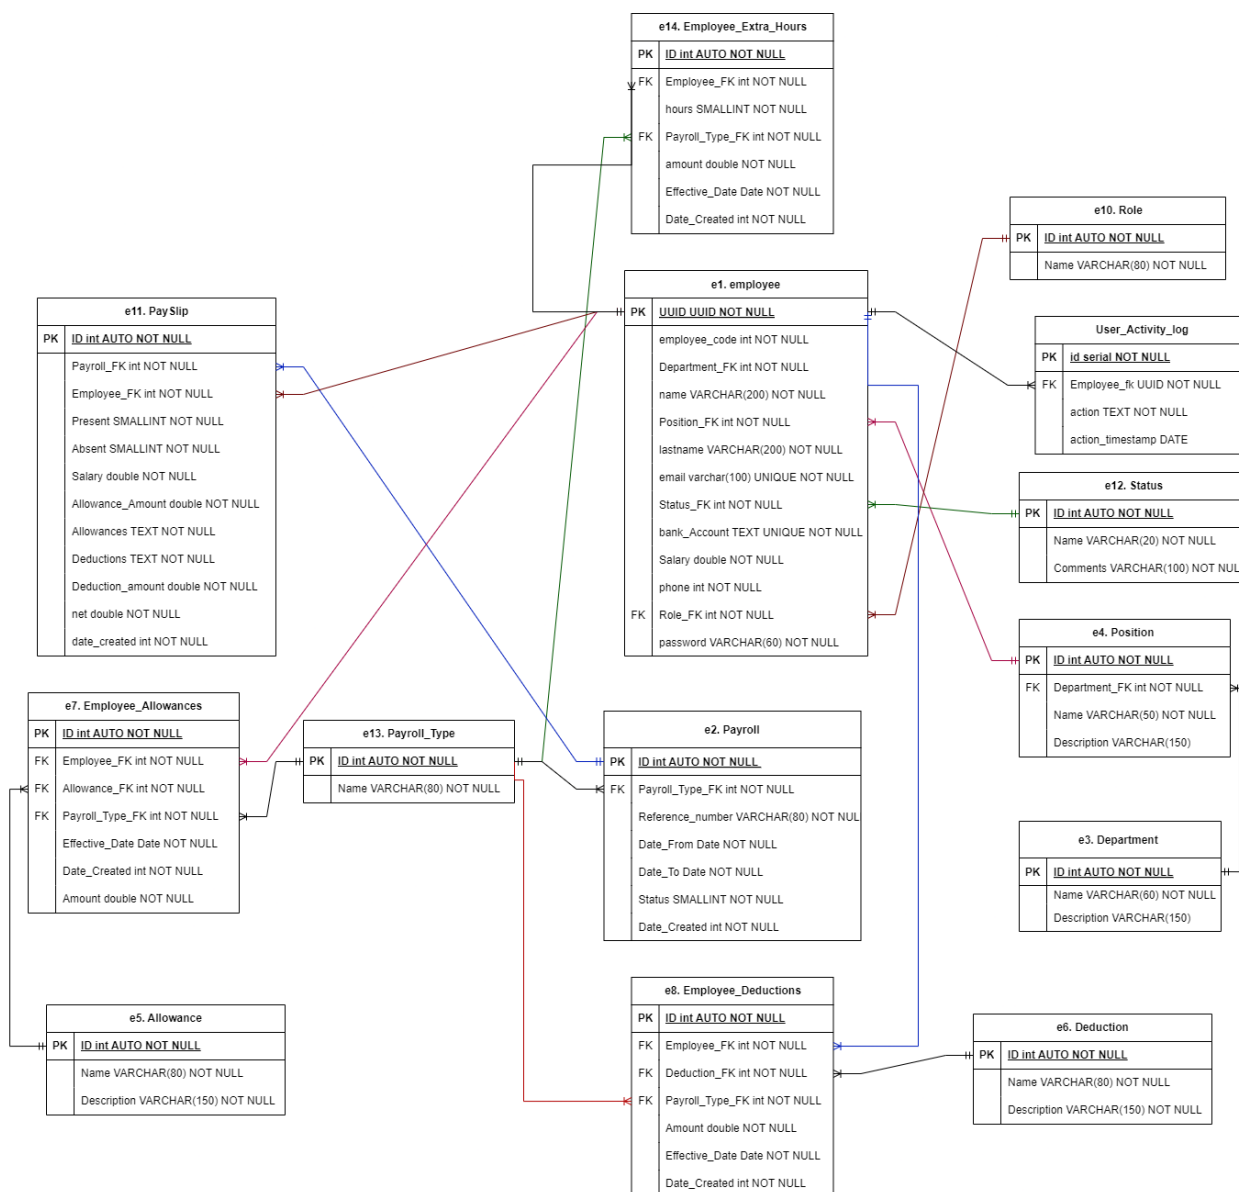 e14. Employee_Extra_Hours
PK ID int AUTO NOT NULL
FK Employee_FK int NOT NULL
hours SMALLINT NOT NULL
FK Payroll_Type_FK int NOT NULL
amount double NOT NULL
Effective_Date Date NOT NULL
Date_Created int NOT NULL
e10. Role
PK ID int AUTO NOT NULL
Name VARCHAR(80) NOT NULL
e1. employee
PK UUID UUID NOT NULL
employee_code int NOT NULL
Department_FK int NOT NULL
name VARCHAR(200) NOT NULL
Position_FK int NOT NULL
lastname VARCHAR(200) NOT NULL
email varchar(100) UNIQUE NOT NULL
Status_FK int NOT NULL
bank_Account TEXT UNIQUE NOT NULL
Salary double NOT NULL
phone int NOT NULL
FK Role_FK int NOT NULL
password VARCHAR(60) NOT NULL
e11. PaySlip
PK ID int AUTO NOT NULL
Payroll_FK int NOT NULL
Employee_FK int NOT NULL
Present SMALLINT NOT NULL
Absent SMALLINT NOT NULL
Salary double NOT NULL
Allowance_Amount double NOT NULL
Allowances TEXT NOT NULL
Deductions TEXT NOT NULL
Deduction_amount double NOT NULL
net double NOT NULL
date_created int NOT NULL
User_Activity_log
PK id serial NOT NULL
FK Employee_fk UUID NOT NULL
action TEXT NOT NULL
action_timestamp DATE
e12. Status
PK ID int AUTO NOT NULL
Name VARCHAR(20) NOT NULL
Comments VARCHAR(100) NOT NUL
e4. Position
PK ID int AUTO NOT NULL
FK Department_FK int NOT NULL
Name VARCHAR(50) NOT NULL
Description VARCHAR(150)
e7. Employee_Allowances
PK ID int AUTO NOT NULL
FK Employee_FK int NOT NULL
FK Allowance_FK int NOT NULL
FK Payroll_Type_FK int NOT NULL
Effective_Date Date NOT NULL
Date_Created int NOT NULL
Amount double NOT NULL
e13. Payroll_Type
PK ID int AUTO NOT NULL
Name VARCHAR(80) NOT NULL
e2. Payroll
PK ID int AUTO NOT NULL
FK Payroll_Type_FK int NOT NULL
Reference_number VARCHAR(80) NOT NUL
Date_From Date NOT NULL
Date_To Date NOT NULL
Status SMALLINT NOT NULL
Date_Created int NOT NULL
e3. Department
PK ID int AUTO NOT NULL
Name VARCHAR(60) NOT NULL
Description VARCHAR(150)
e5. Allowance
PK ID int AUTO NOT NULL
Name VARCHAR(80) NOT NULL
Description VARCHAR(150) NOT NULL
e8. Employee_Deductions
PK ID int AUTO NOT NULL
FK Employee_FK int NOT NULL
FK Deduction_FK int NOT NULL
FK Payroll_Type_FK int NOT NULL
Amount double NOT NULL
Effective_Date Date NOT NULL
Date_Created int NOT NULL
e6. Deduction
PK ID int AUTO NOT NULL
Name VARCHAR(80) NOT NULL
Description VARCHAR(150) NOT NULL